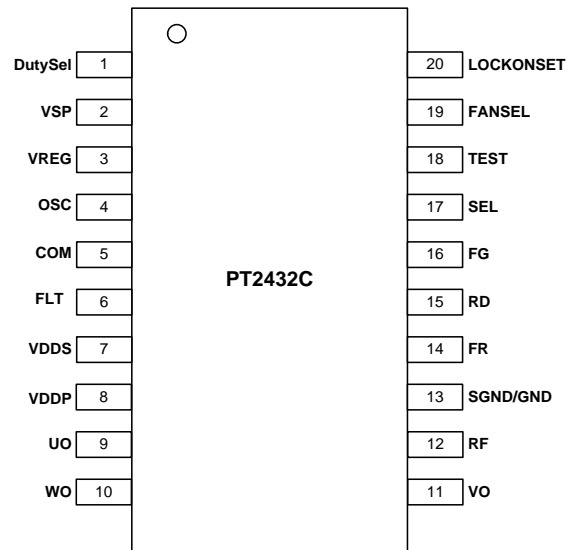 DutySel 1 20 LOCKONSET
VSP 2 19 FANSEL
VREG 3 18 TEST
OSC 4 17 SEL
COM 5 16 FG
PT2432C
FLT 6 15 RD
VDDS 7 14 FR
VDDP 8 13 SGND/GND
UO 9 12 RF
WO 10 11 VO